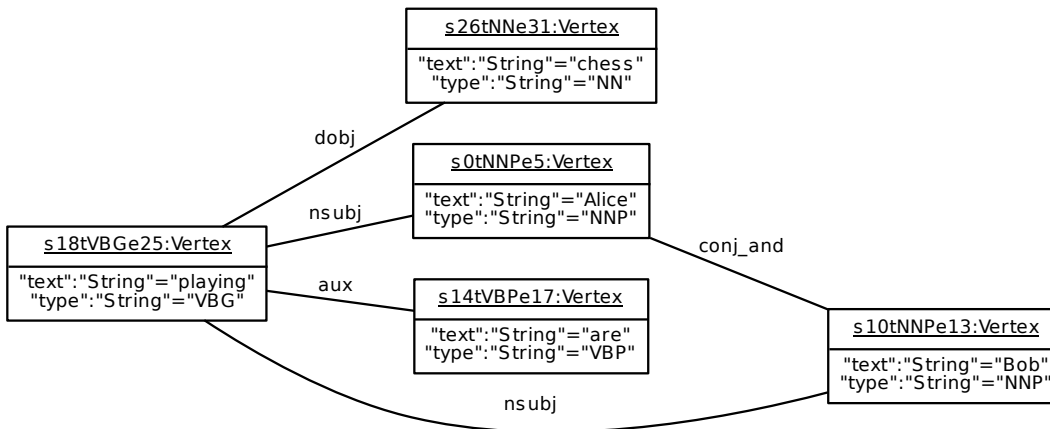 s26tNNe31:Vertex
"text":"String"="chess"
"type":"String"="NN"
dobj
s0tNNPe5:Vertex
"text":"String"="Alice"
"type":"String"="NNP"
nsubj
conj_and
s18tVBGe25:Vertex
"text":"String"="playing"
"type":"String"="VBG"
aux
s14tVBPe17:Vertex
"text":"String"="are"
"type":"String"="VBP"
s10tNNPe13:Vertex
"text":"String"="Bob"
"type":"String"="NNP"
nsubj